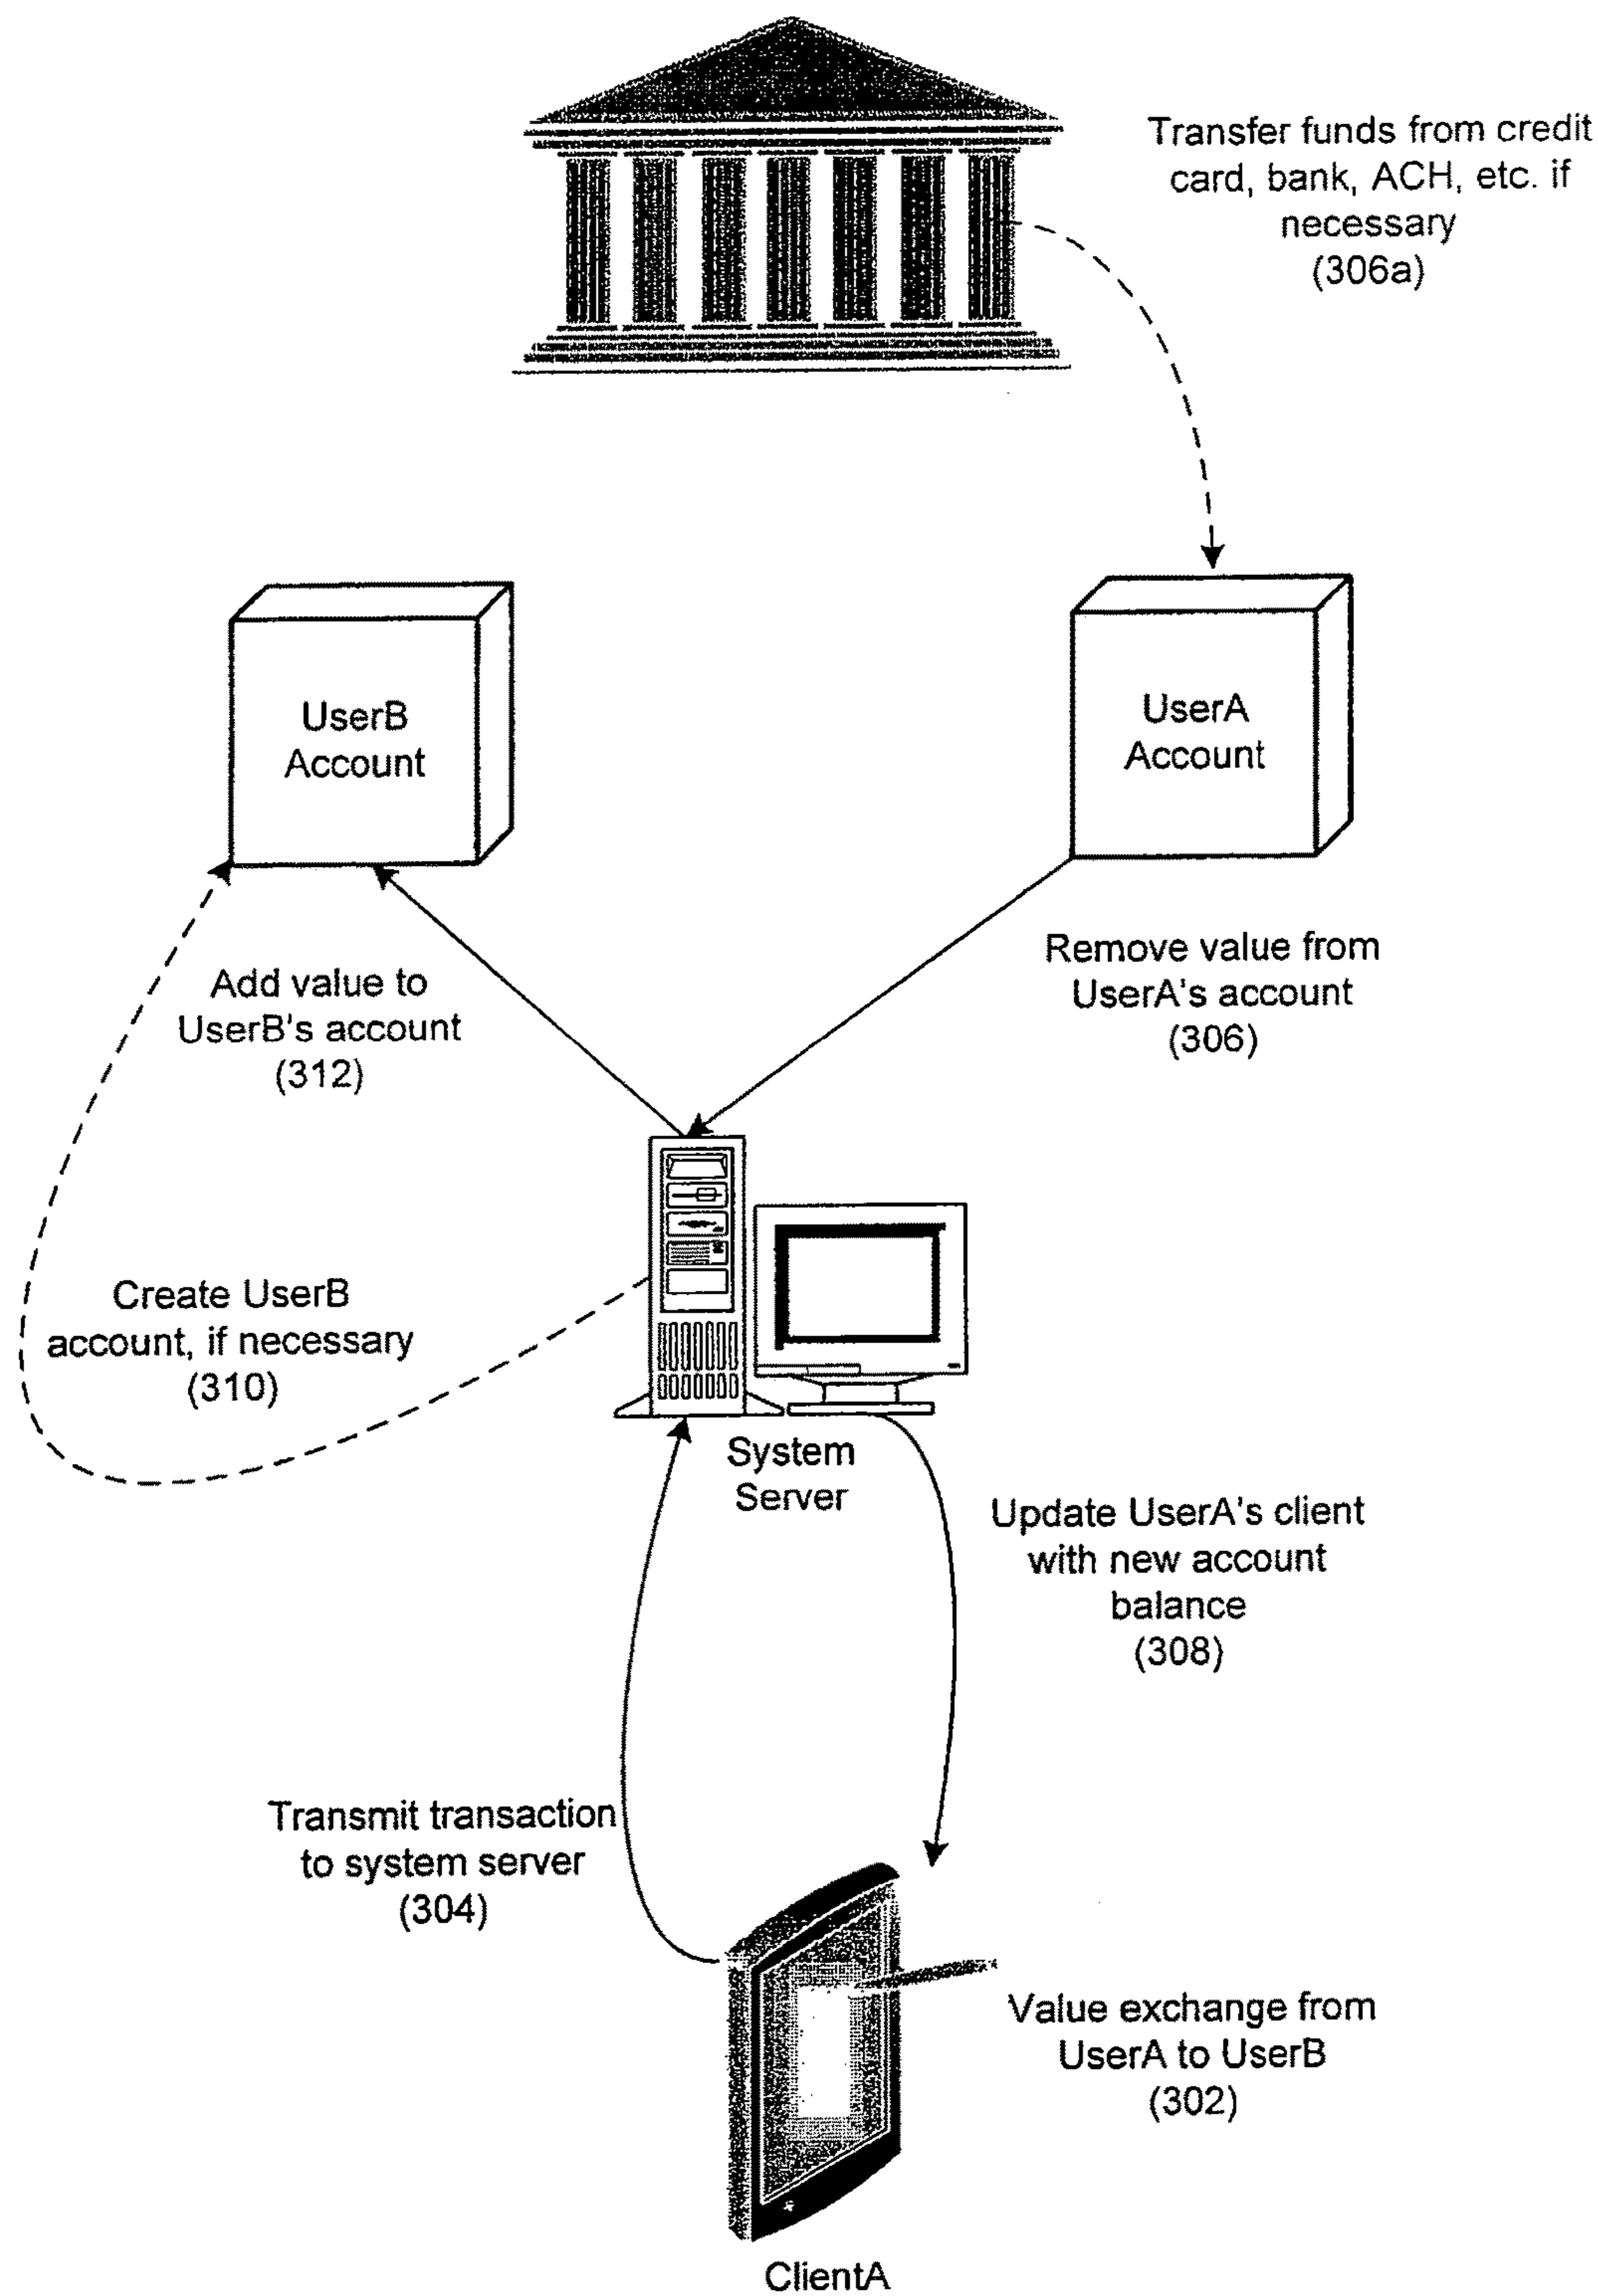 Transfer funds from credit
card, bank, ACH, etc. if
necessary
(306a)
UserB
Account
UserA
Account
Remove value from
UserA's account
(306)
Add value to
UserB's account
(312)
Create UserB
account, if necessary
(310)
System
Server
Update UserA's client
with new account
balance
(308)
Transmit transaction
to system server
(304)
Value exchange from
UserA to UserB
(302)
ClientA